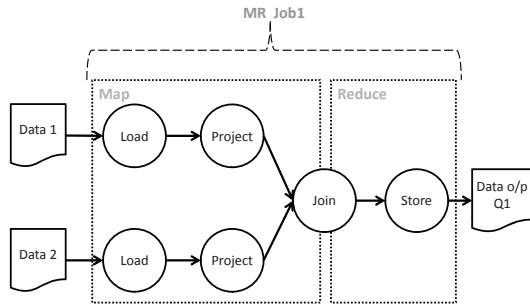 MR Job1
Map
Reduce
Data 1
Load
Project
Join
Store
Data o/p
Q1
Data 2
Load
Project